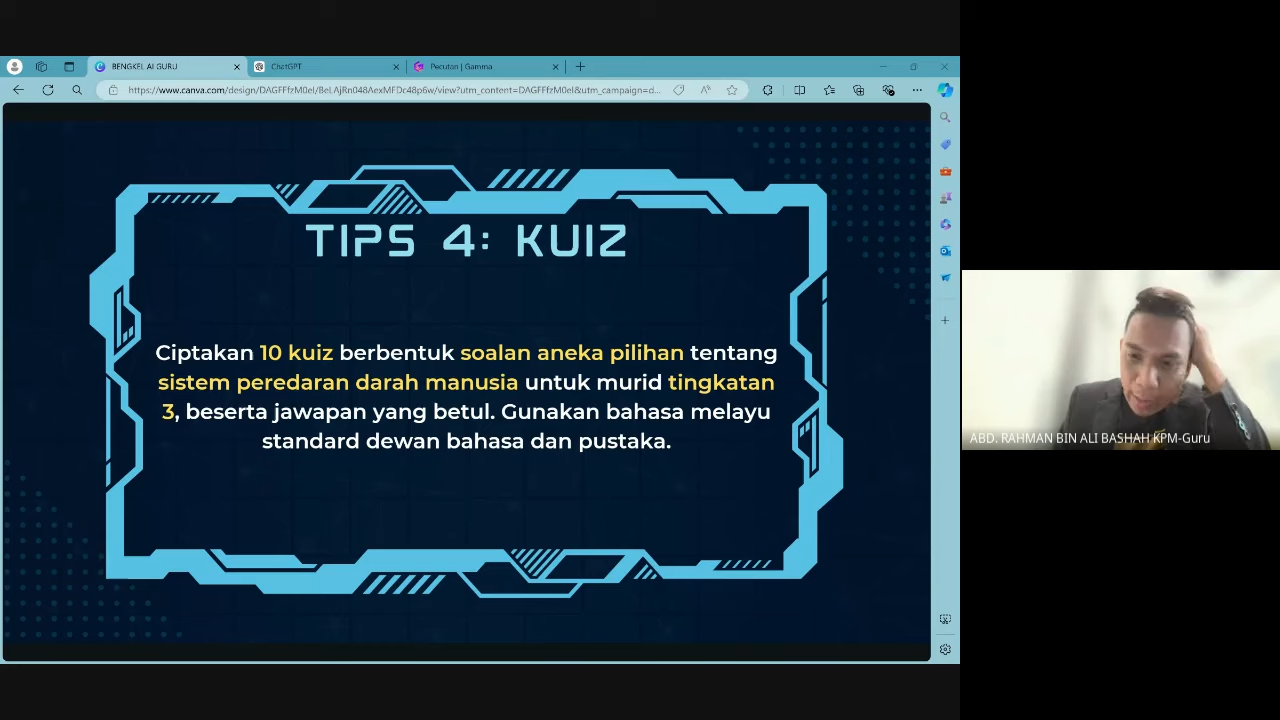 BENGKEL AI GURU
ChatGPT
Pecutan | Gamma
https://www.canva.com/design/DAGFFfzM0eI/BeLAjRn048AexMFDc48p6w/view?utm_content=DAGFFfzM0eI&utm_campaign=d...
TIPS 4: KUIZ
Ciptakan 10 kuiz berbentuk soalan aneka pilihan tentang
sistem peredaran darah manusia untuk murid tingkatan
3, beserta jawapan yang betul. Gunakan bahasa melayu
standard dewan bahasa dan pustaka.
ABD. RAHMAN BIN ALI BASHAH KPM-Guru